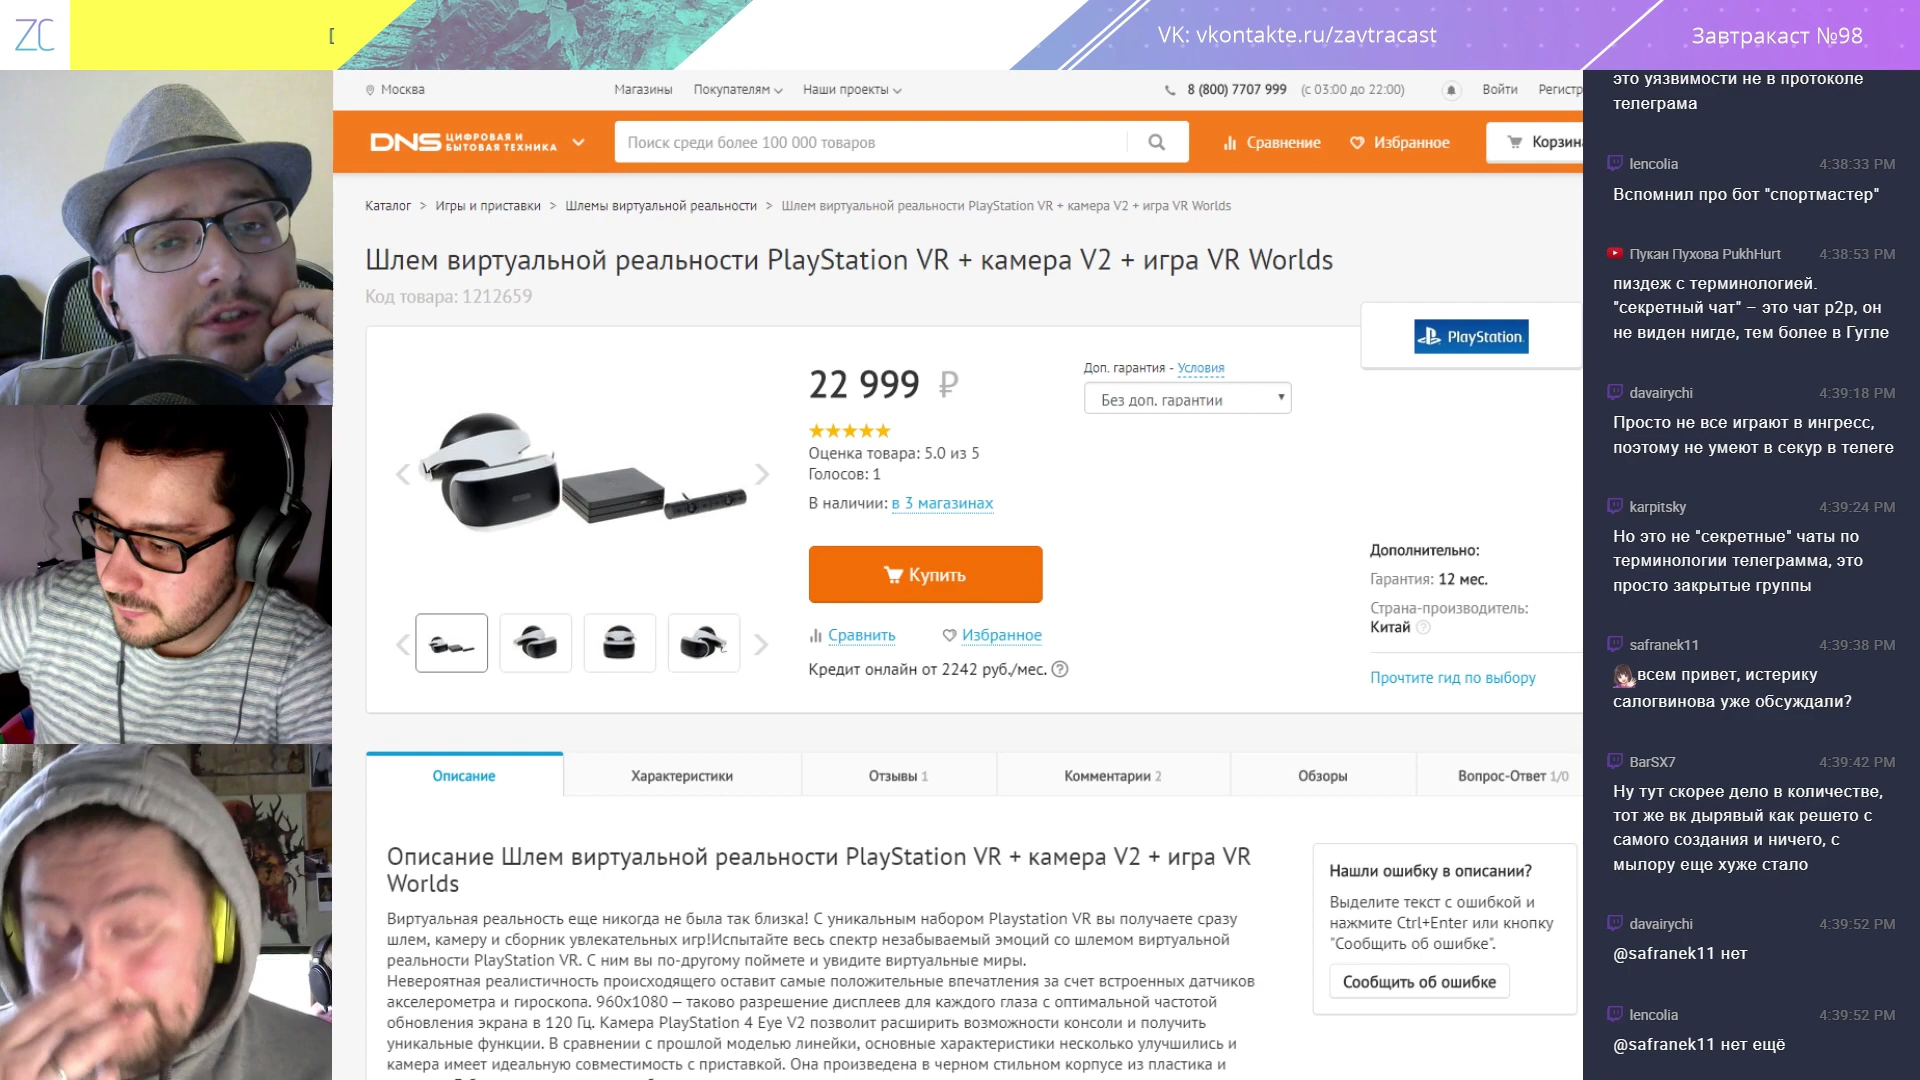 ZC
VK: vkontakte.ru/zavtracast
Завтракаст №98
Москва
Магазины
Покупателям
Наши проекты
8 (800) 7707 999 (с 03:00 до 22:00)
Войти
Регистр
DNS ЦИФРОВАЯ И
БЫТОВАЯ ТЕХНИКА
Поиск среди более 100 000 товаров
Сравнение
Избранное
Корзин
Каталог > Игры и приставки > Шлемы виртуальной реальности > Шлем виртуальной реальности PlayStation VR + камера V2 + игра VR Worlds
Шлем виртуальной реальности PlayStation VR + камера V2 + игра VR Worlds
Код товара: 1212659
PlayStation
22 999 ₽
Доп. гарантия - Условия
Без доп. гарантии
Оценка товара: 5.0 из 5
Голосов: 1
В наличии: в 3 магазинах
Купить
Сравнить
Избранное
Кредит онлайн от 2242 руб./мес. ?
Дополнительно:
Гарантия: 12 мес.
Страна-производитель:
Китай ?
Прочтите гид по выбору
Описание
Характеристики
Отзывы 1
Комментарии 2
Обзоры
Вопрос-Ответ 1/0
Описание Шлем виртуальной реальности PlayStation VR + камера V2 + игра VR
Worlds
Виртуальная реальность еще никогда не была так близка! С уникальным набором Playstation VR вы получаете сразу
шлем, камеру и сборник увлекательных игр!Испытайте весь спектр незабываемый эмоций со шлемом виртуальной
реальности PlayStation VR. С ним вы по-другому поймете и увидите виртуальные миры.
Невероятная реалистичность происходящего оставит самые положительные впечатления за счет встроенных датчиков
акселерометра и гироскопа. 960x1080 – таково разрешение дисплеев для каждого глаза с оптимальной частотой
обновления экрана в 120 Гц. Камера PlayStation 4 Eye V2 позволит расширить возможности консоли и получить
уникальные функции. В сравнении с прошлой моделью линейки, основные характеристики несколько улучшились и
камера имеет идеальную совместимость с приставкой. Она произведена в черном стильном корпусе из пластика и
Нашли ошибку в описании?
Выделите текст с ошибкой и
нажмите Ctrl+Enter или кнопку
"Сообщить об ошибке".
Сообщить об ошибке
это уязвимости не в протоколе
телеграма
lencolia 4:38:33 PM
Вспомнил про бот "спортмастер"
Пукан Пухова PukhHurt 4:38:53 PM
пиздеж с терминологией.
"секретный чат" – это чат p2p, он
не виден нигде, тем более в Гугле
davairychi 4:39:18 PM
Просто не все играют в ингресс,
поэтому не умеют в секур в телеге
karpitsky 4:39:24 PM
Но это не "секретные" чаты по
терминологии телеграмма, это
просто закрытые группы
safranek11 4:39:38 PM
всем привет, истерику
салогвинова уже обсуждали?
BarSX7 4:39:42 PM
Ну тут скорее дело в количестве,
тот же вк дырявый как решето с
самого создания и ничего, с
мылору еще хуже стало
davairychi 4:39:52 PM
@safranek11 нет
lencolia 4:39:52 PM
@safranek11 нет ещё